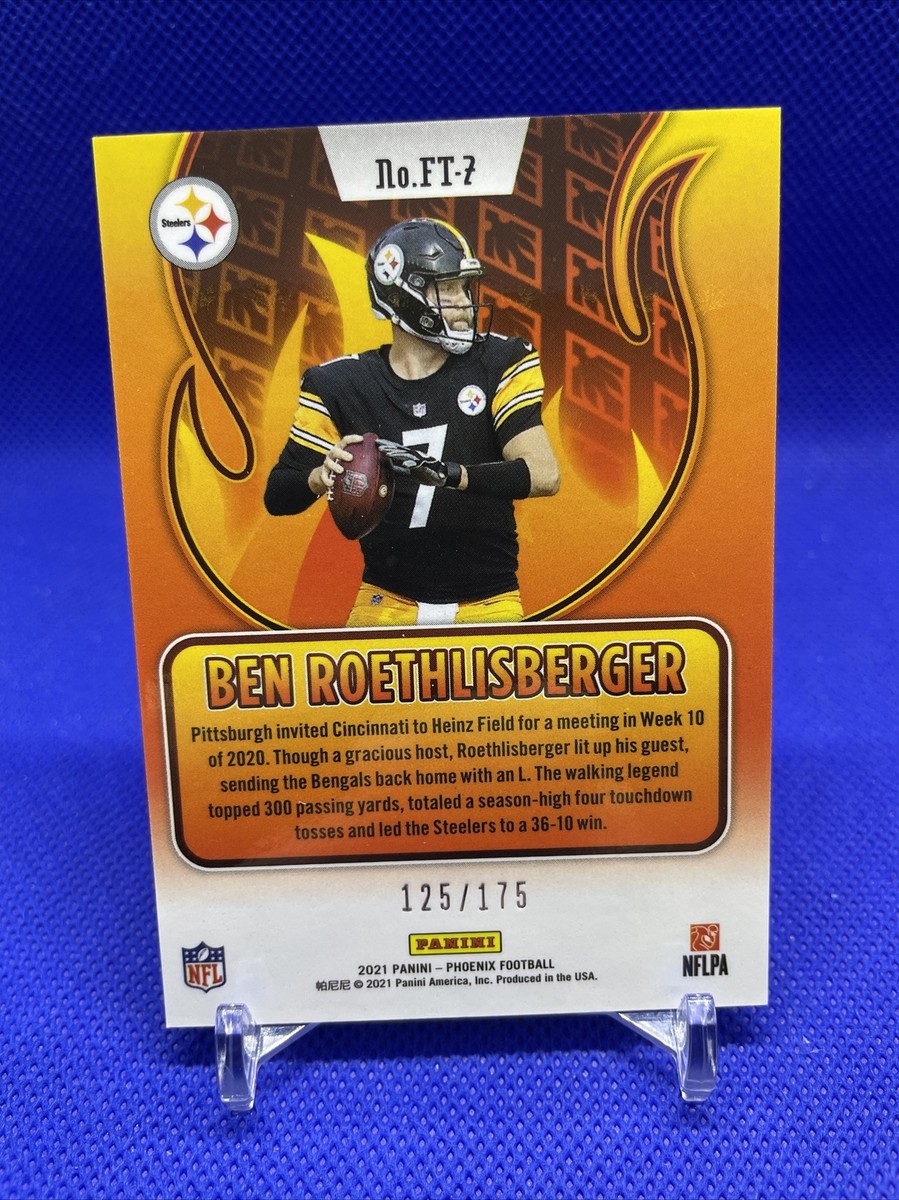 No.FT-7
Steelers
7
BEN ROETHLISBERGER
Pittsburgh invited Cincinnati to Heinz Field for a meeting in Week 10
of 2020. Though a gracious host, Roethlisberger lit up his guest,
sending the Bengals back home with an L. The walking legend
topped 300 passing yards, totaled a season-high four touchdown
tosses and led the Steelers to a 36-10 win.
125/175
PANINI
NFL
2021 PANINI – PHOENIX FOOTBALL
帕尼尼 © 2021 Panini America, Inc. Produced in the USA.
NFLPA